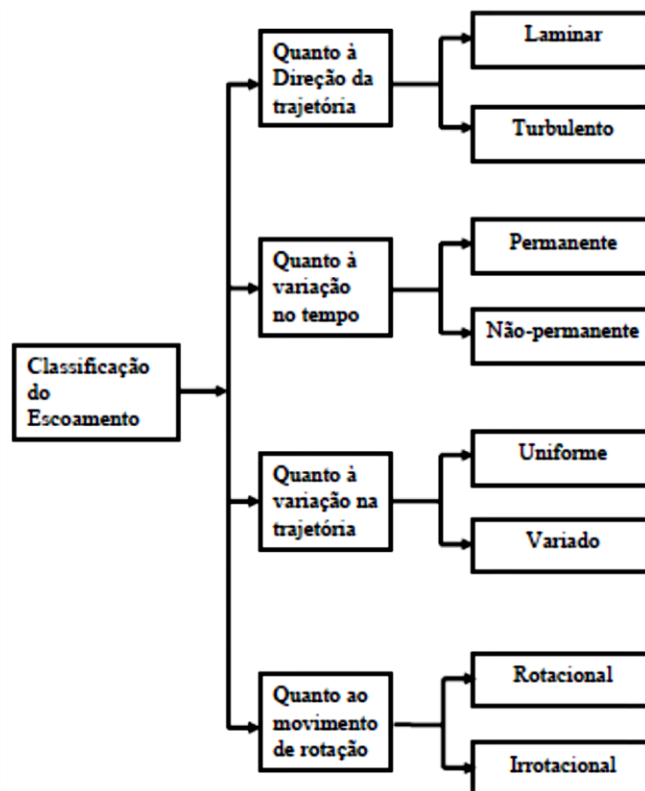 Classificação
do
Escoamento
Quanto à
Direção da
trajetória
Laminar
Turbulento
Quanto à
variação
no tempo
Permanente
Não-permanente
Quanto à
variação na
trajetória
Uniforme
Variado
Quanto ao
movimento
de rotação
Rotacional
Irrotacional